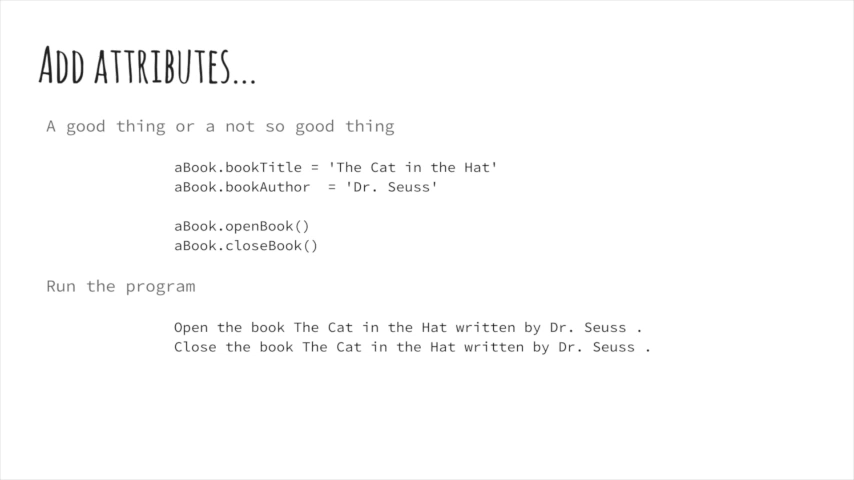 Add attributes...
A good thing or a not so good thing
aBook.bookTitle = 'The Cat in the Hat'
aBook.bookAuthor  = 'Dr. Seuss'
aBook.openBook()
aBook.closeBook()
Run the program
Open the book The Cat in the Hat written by Dr. Seuss .
Close the book The Cat in the Hat written by Dr. Seuss .